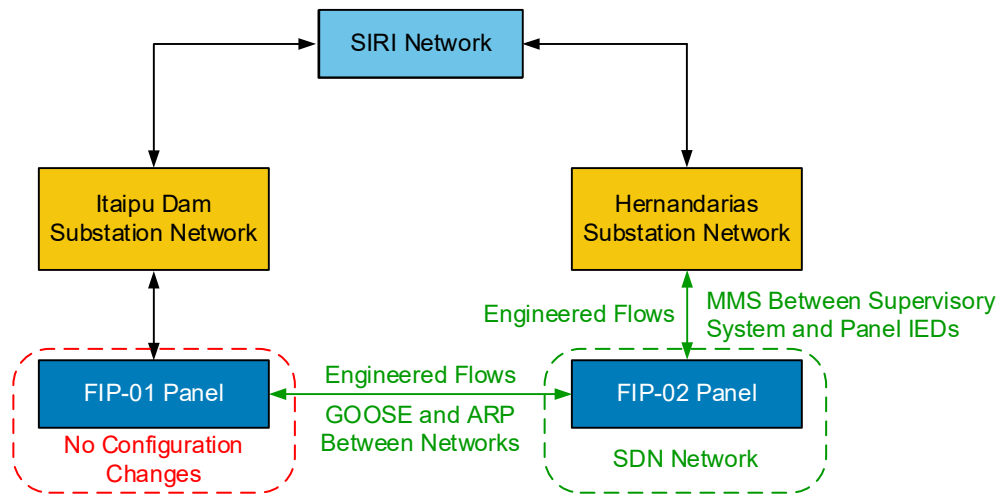 SIRI Network
Itaipu Dam
Substation Network
Hernandarias
Substation Network
Engineered Flows
MMS Between Supervisory
System and Panel IEDs
FIP-01 Panel
No Configuration
Changes
Engineered Flows
GOOSE and ARP
Between Networks
FIP-02 Panel
SDN Network